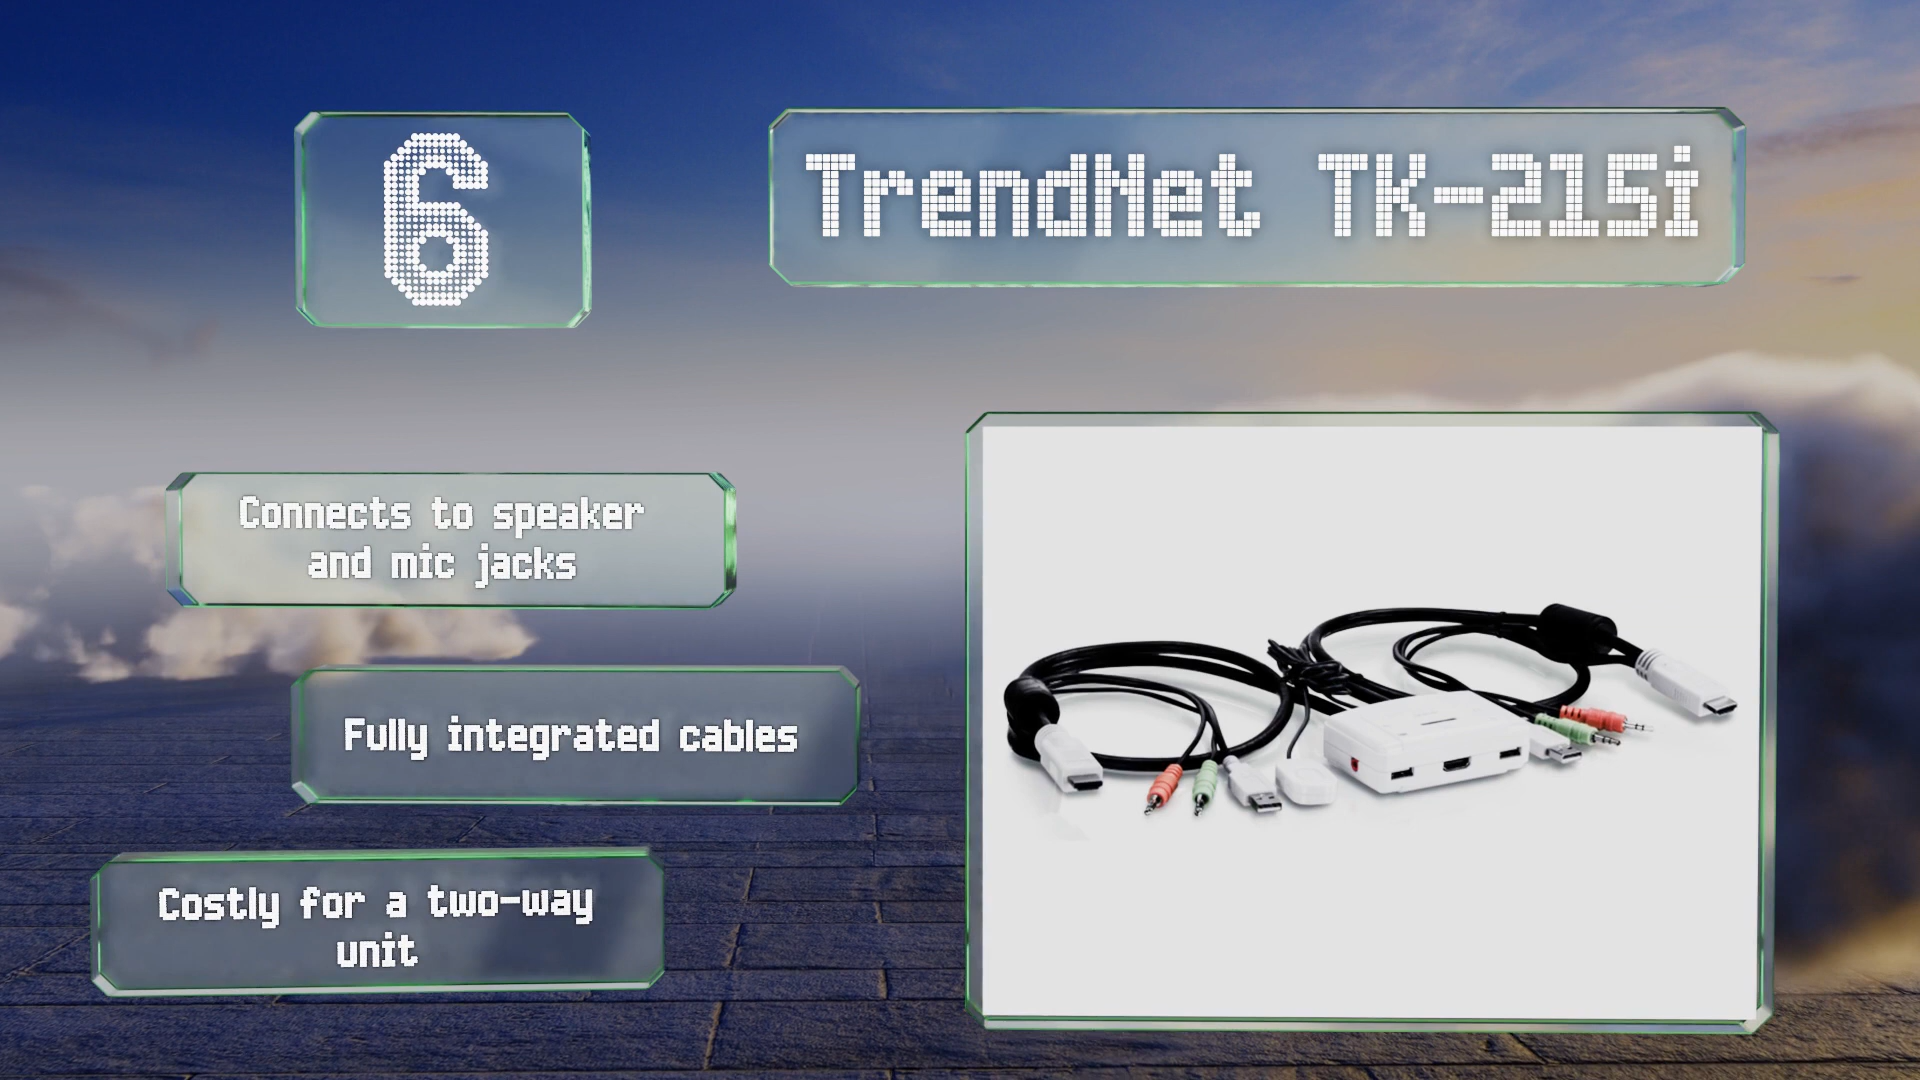 6
TrendNet TK-215i
Connects to speaker
and mic jacks
Fully integrated cables
Costly for a two-way
unit